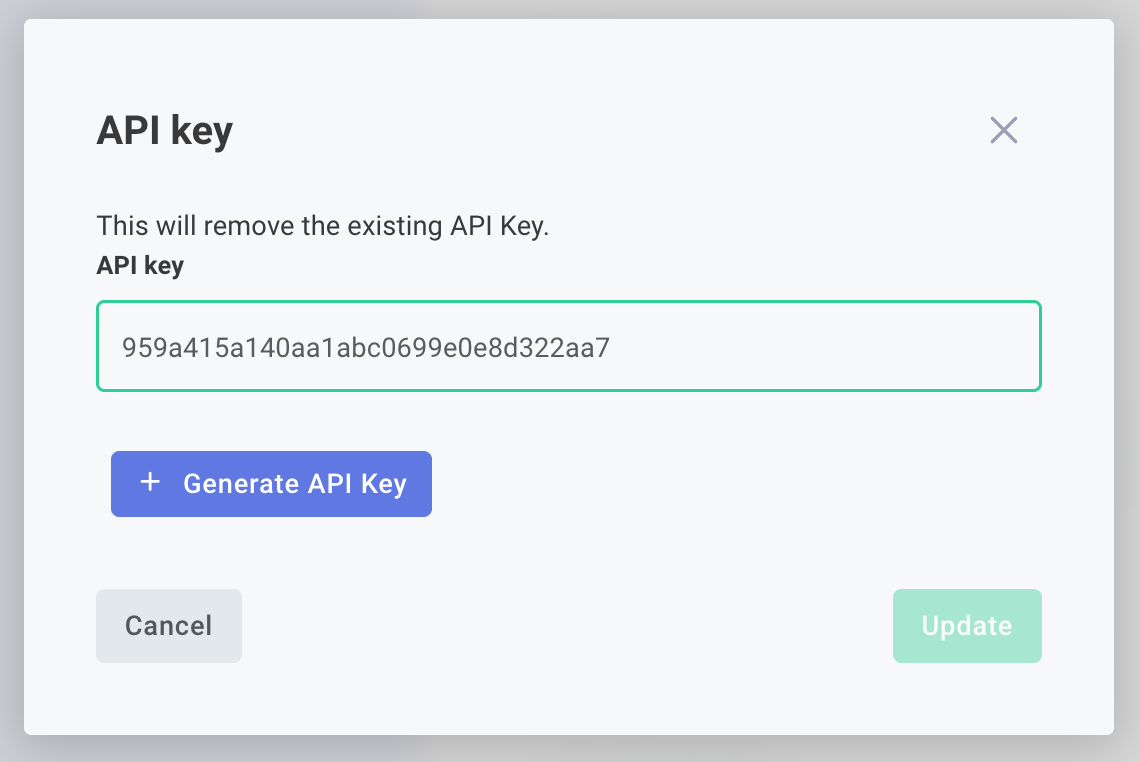 API key
This will remove the existing API Key.
API key
959a415a140aa1abc0699e0e8d322aa7
+ Generate API Key
Cancel
Update